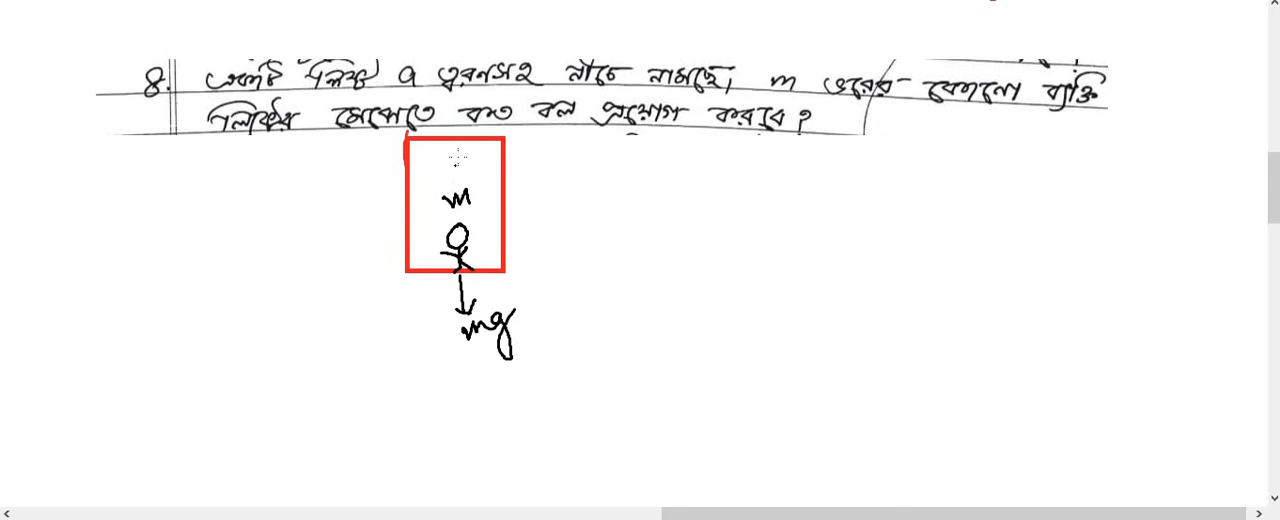 ৪. একটি লিফট a ত্বরণসহ নীচে নামছে, m ভরের কোনো ব্যক্তি
লিফটের মেঝেতে কত বল প্রয়োগ করবে?
m
mg